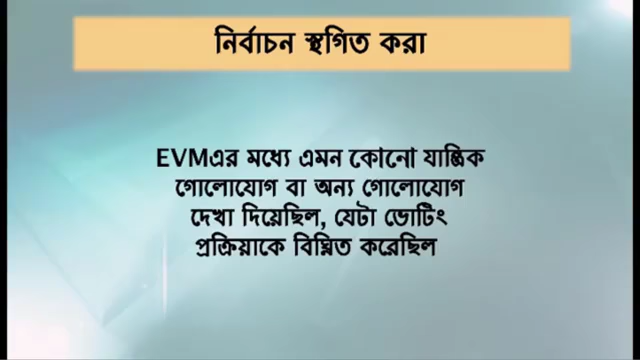 নির্বাচন স্থগিত করা
EVMএর মধ্যে এমন কোনো যান্ত্রিক
গোলোযোগ বা অন্য গোলোযোগ
দেখা দিয়েছিল, যেটা ভোটিং
প্রক্রিয়াকে বিঘ্নিত করেছিল